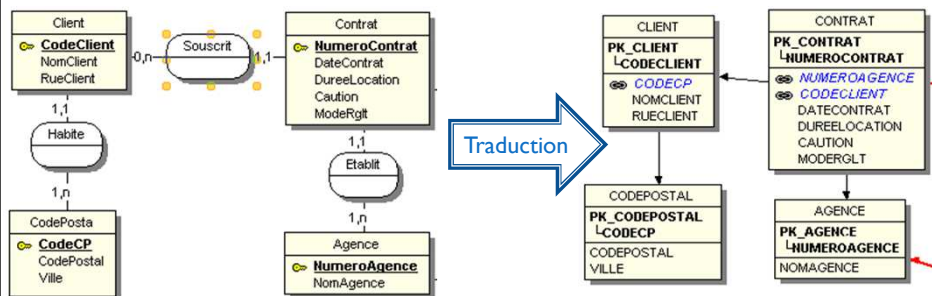 Client
CodeClient
NomClient
RueClient
0,n
Souscrit
1,1
Contrat
NumeroContrat
DateContrat
DureeLocation
Caution
ModeRglt
1,1
Habite
1,n
CodePosta
CodeCP
CodePostal
Ville
1,1
Etablit
1,n
Agence
NumeroAgence
NomAgence
Traduction
CLIENT
PK_CLIENT
CODECLIENT
CODECP
NOMCLIENT
RUECLIENT
CONTRAT
PK_CONTRAT
NUMEROCONTRAT
NUMEROAGENCE
CODECLIENT
DATECONTRAT
DUREELOCATION
CAUTION
MODERGLT
CODEPOSTAL
PK_CODEPOSTAL
CODECP
CODEPOSTAL
VILLE
AGENCE
PK_AGENCE
NUMEROAGENCE
NOMAGENCE